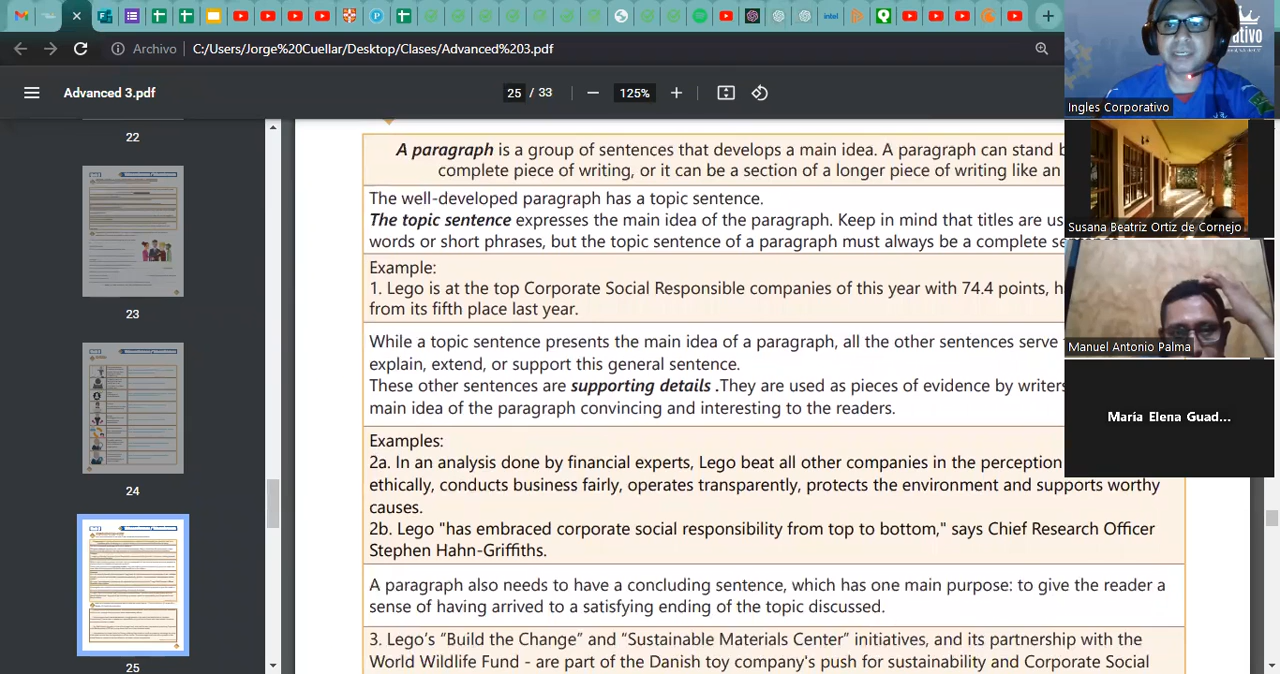 Archivo
C:/Users/Jorge%20Cuellar/Desktop/Clases/Advanced%203.pdf
Advanced 3.pdf
25 / 33
125%
22
23
24
25
A paragraph is a group of sentences that develops a main idea. A paragraph can stand
complete piece of writing, or it can be a section of a longer piece of writing like an
The well-developed paragraph has a topic sentence.
The topic sentence expresses the main idea of the paragraph. Keep in mind that titles are
words or short phrases, but the topic sentence of a paragraph must always be a complete
Example:
1. Lego is at the top Corporate Social Responsible companies of this year with 74.4 points,
from its fifth place last year.
While a topic sentence presents the main idea of a paragraph, all the other sentences serve
explain, extend, or support this general sentence.
These other sentences are supporting details .They are used as pieces of evidence by writers
main idea of the paragraph convincing and interesting to the readers.
Examples:
2a. In an analysis done by financial experts, Lego beat all other companies in the perception
ethically, conducts business fairly, operates transparently, protects the environment and supports worthy
causes.
2b. Lego "has embraced corporate social responsibility from top to bottom," says Chief Research Officer
Stephen Hahn-Griffiths.
A paragraph also needs to have a concluding sentence, which has one main purpose: to give the reader a
sense of having arrived to a satisfying ending of the topic discussed.
3. Lego's “Build the Change” and “Sustainable Materials Center” initiatives, and its partnership with the
World Wildlife Fund - are part of the Danish toy company's push for sustainability and Corporate Social
Ingles Corporativo
Susana Beatriz Ortiz de Cornejo
Manuel Antonio Palma
María Elena Guad...
intel